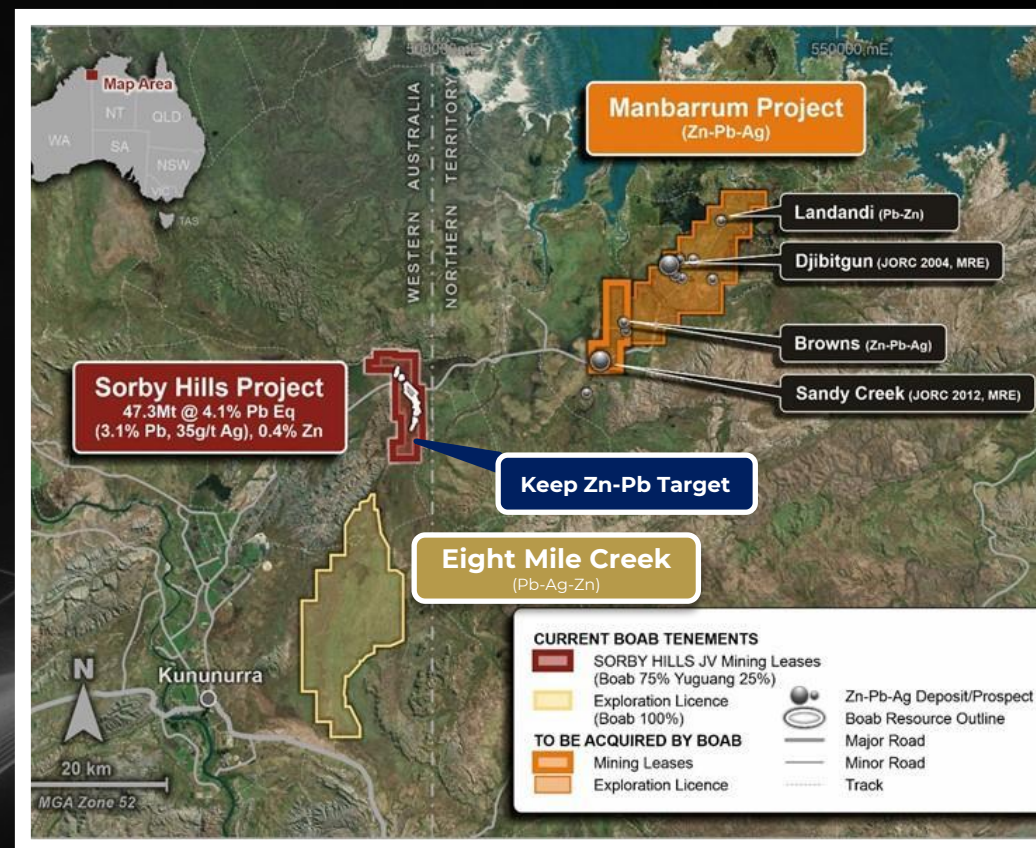 500000mE
550000 mE
Map Area
NT
QLD
WA
SA
NSW
VIC
TAS
WESTERN AUSTRALIA
NORTHERN TERRITORY
Manbarrum Project
(Zn-Pb-Ag)
Landandi (Pb-Zn)
Djibitgun (JORC 2004, MRE)
Browns (Zn-Pb-Ag)
Sandy Creek (JORC 2012, MRE)
Sorby Hills Project
47.3Mt @ 4.1% Pb Eq
(3.1% Pb, 35g/t Ag), 0.4% Zn
Keep Zn-Pb Target
Eight Mile Creek
(Pb-Ag-Zn)
N
Kununurra
20 km
MGA Zone 52
CURRENT BOAB TENEMENTS
SORBY HILLS JV Mining Leases
(Boab 75% Yuguang 25%)
Exploration Licence
(Boab 100%)
TO BE ACQUIRED BY BOAB
Mining Leases
Exploration Licence
Zn-Pb-Ag Deposit/Prospect
Boab Resource Outline
Major Road
Minor Road
Track